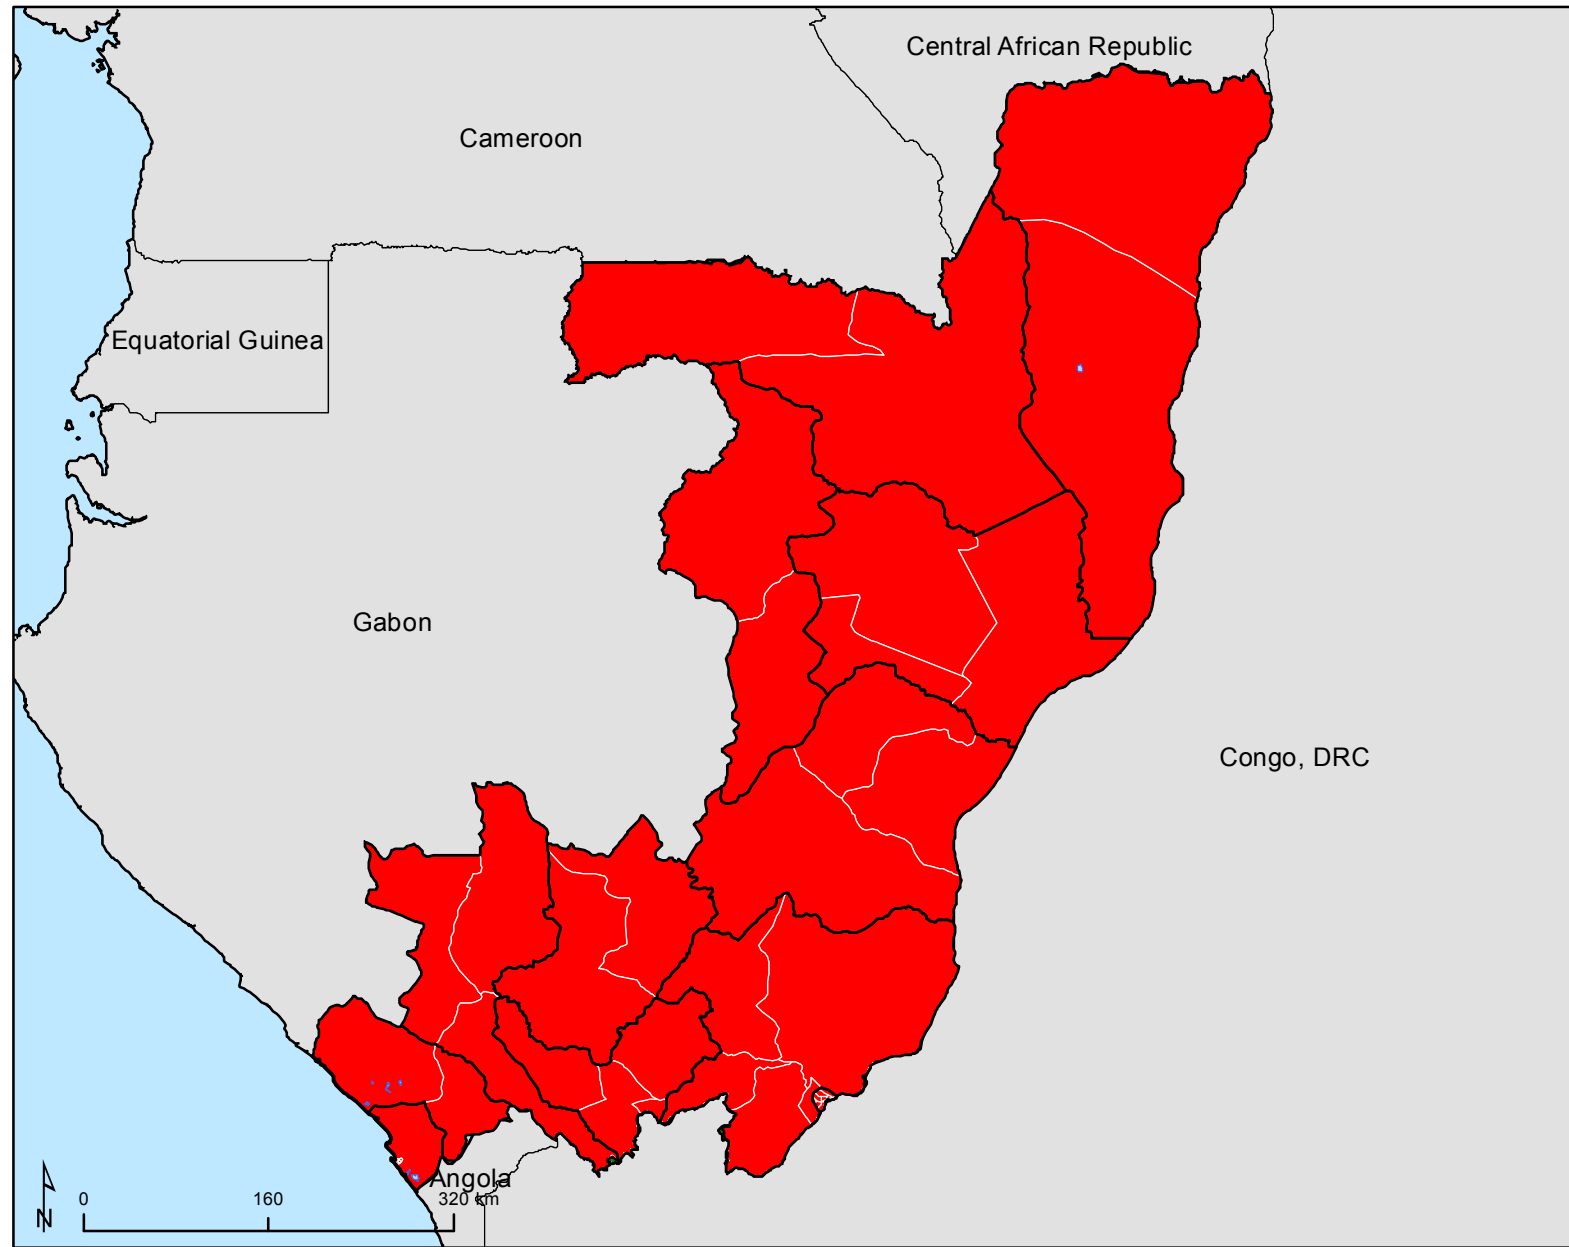 Central African Republic
Cameroon
Equatorial Guinea
Gabon
Congo, DRC
Angola
0 160 320 km
N